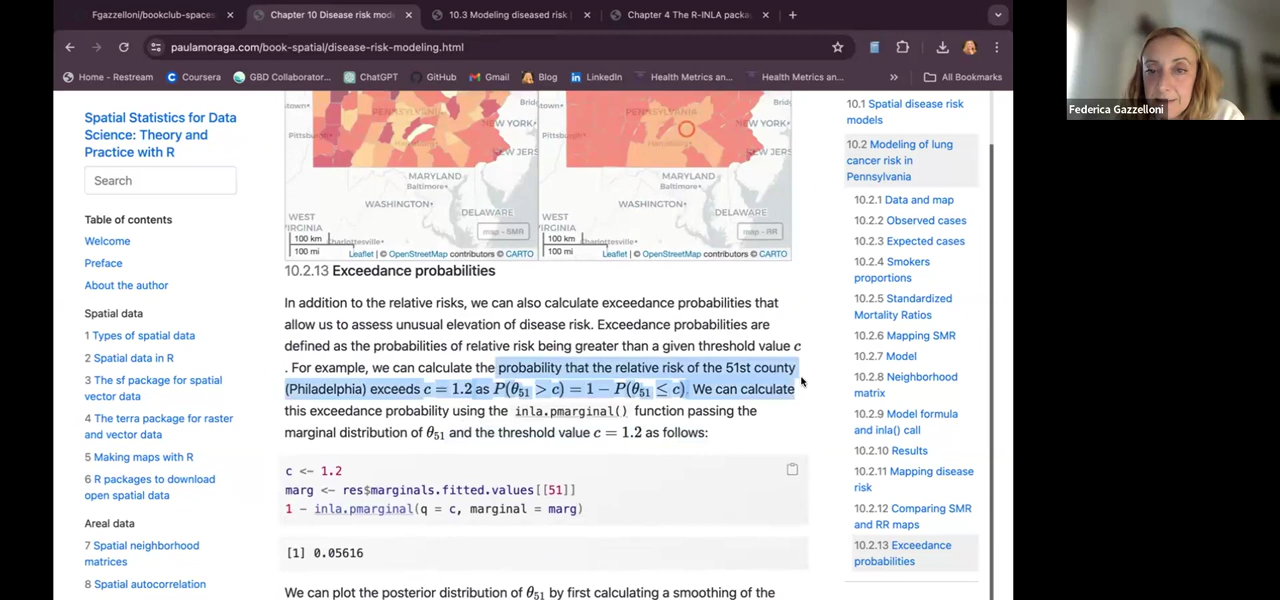 Fgazzelloni/bookclub-spaces
Chapter 10 Disease risk mode
10.3 Modeling diseased risk
Chapter 4 The R-INLA packa
paulamoraga.com/book-spatial/disease-risk-modeling.html
Home - Restream
Coursera
GBD Collaborator...
ChatGPT
GitHub
Gmail
Blog
LinkedIn
Health Metrics an...
Health Metrics an...
»
All Bookmarks
Federica Gazzelloni
Spatial Statistics for Data
Science: Theory and
Practice with R
Search
Table of contents
Welcome
Preface
About the author
Spatial data
1 Types of spatial data
2 Spatial data in R
3 The sf package for spatial
vector data
4 The terra package for raster
and vector data
5 Making maps with R
6 R packages to download
open spatial data
Areal data
7 Spatial neighborhood
matrices
8 Spatial autocorrelation
PENNSYLVANIA
Pittsburgh
NEW YORK
NEW JERS
MARYLAND
Baltimore
WASHINGTON
DELAWARE
WEST
VIRGINIA
Charlottesville
100 km
100 mi
map - SMR
Leaflet | © OpenStreetMap contributors © CARTO
PENNSYLVANIA
Pittsburgh
NEW YORK
NEW JERS
MARYLAND
Baltimore
WASHINGTON
DELAWARE
WEST
VIRGINIA
Charlottesville
100 km
100 mi
map - RR
Leaflet | © OpenStreetMap contributors © CARTO
10.2.13 Exceedance probabilities
In addition to the relative risks, we can also calculate exceedance probabilities that
allow us to assess unusual elevation of disease risk. Exceedance probabilities are
defined as the probabilities of relative risk being greater than a given threshold value c
. For example, we can calculate the probability that the relative risk of the 51st county
(Philadelphia) exceeds c = 1.2 as P(θ51 > c) = 1 − P(θ51 ≤ c). We can calculate
this exceedance probability using the inla.pmarginal() function passing the
marginal distribution of θ51 and the threshold value c = 1.2 as follows:
c <- 1.2
marg <- res$marginals.fitted.values[[51]]
1 - inla.pmarginal(q = c, marginal = marg)
[1] 0.05616
We can plot the posterior distribution of θ51 by first calculating a smoothing of the
10.1 Spatial disease risk
models
10.2 Modeling of lung
cancer risk in
Pennsylvania
10.2.1 Data and map
10.2.2 Observed cases
10.2.3 Expected cases
10.2.4 Smokers
proportions
10.2.5 Standardized
Mortality Ratios
10.2.6 Mapping SMR
10.2.7 Model
10.2.8 Neighborhood
matrix
10.2.9 Model formula
and inla() call
10.2.10 Results
10.2.11 Mapping disease
risk
10.2.12 Comparing SMR
and RR maps
10.2.13 Exceedance
probabilities